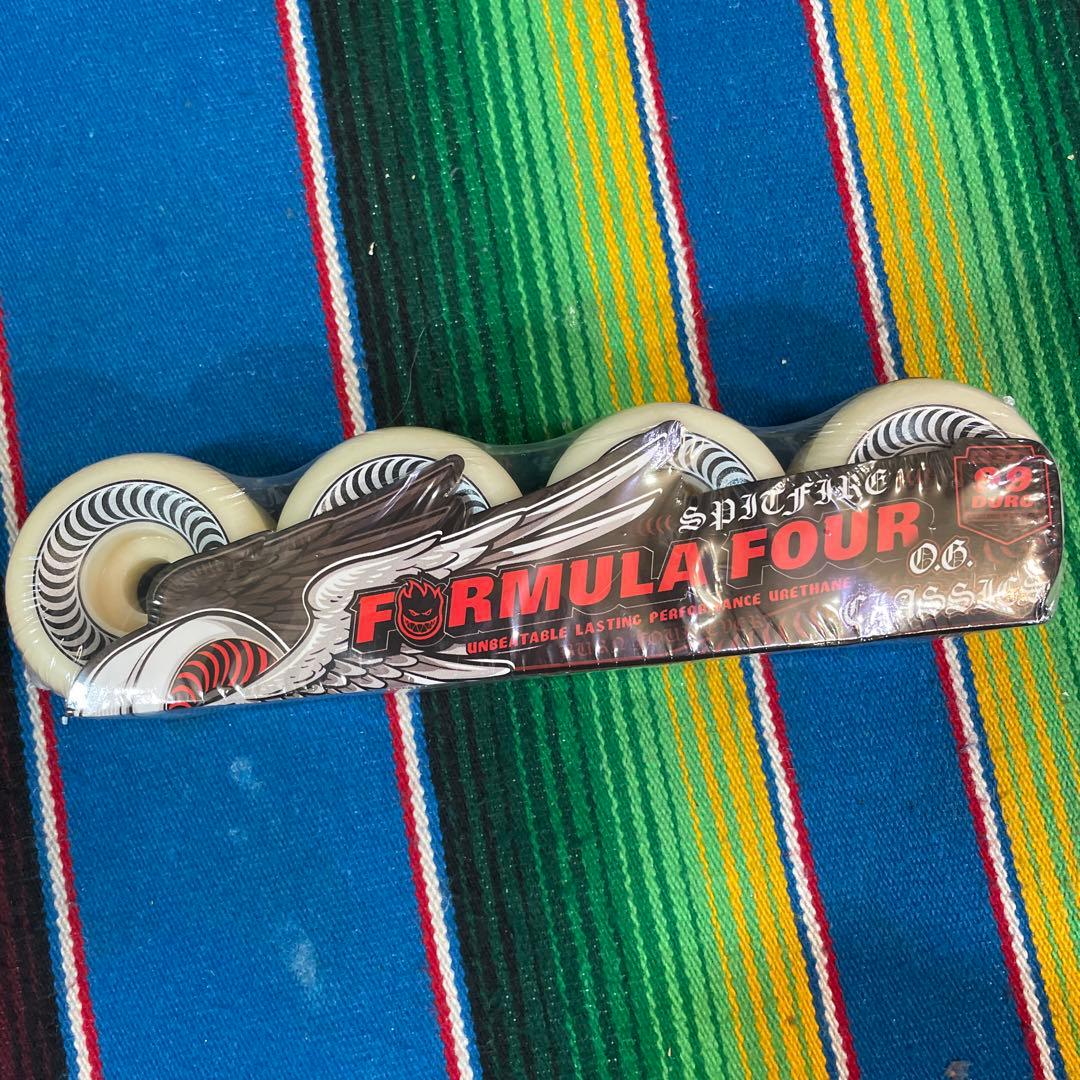 SPITFIRE
FORMULA FOUR
UNBEATABLE LASTING PERFORMANCE URETHANE
O.G.
CLASSICS
99
DURO